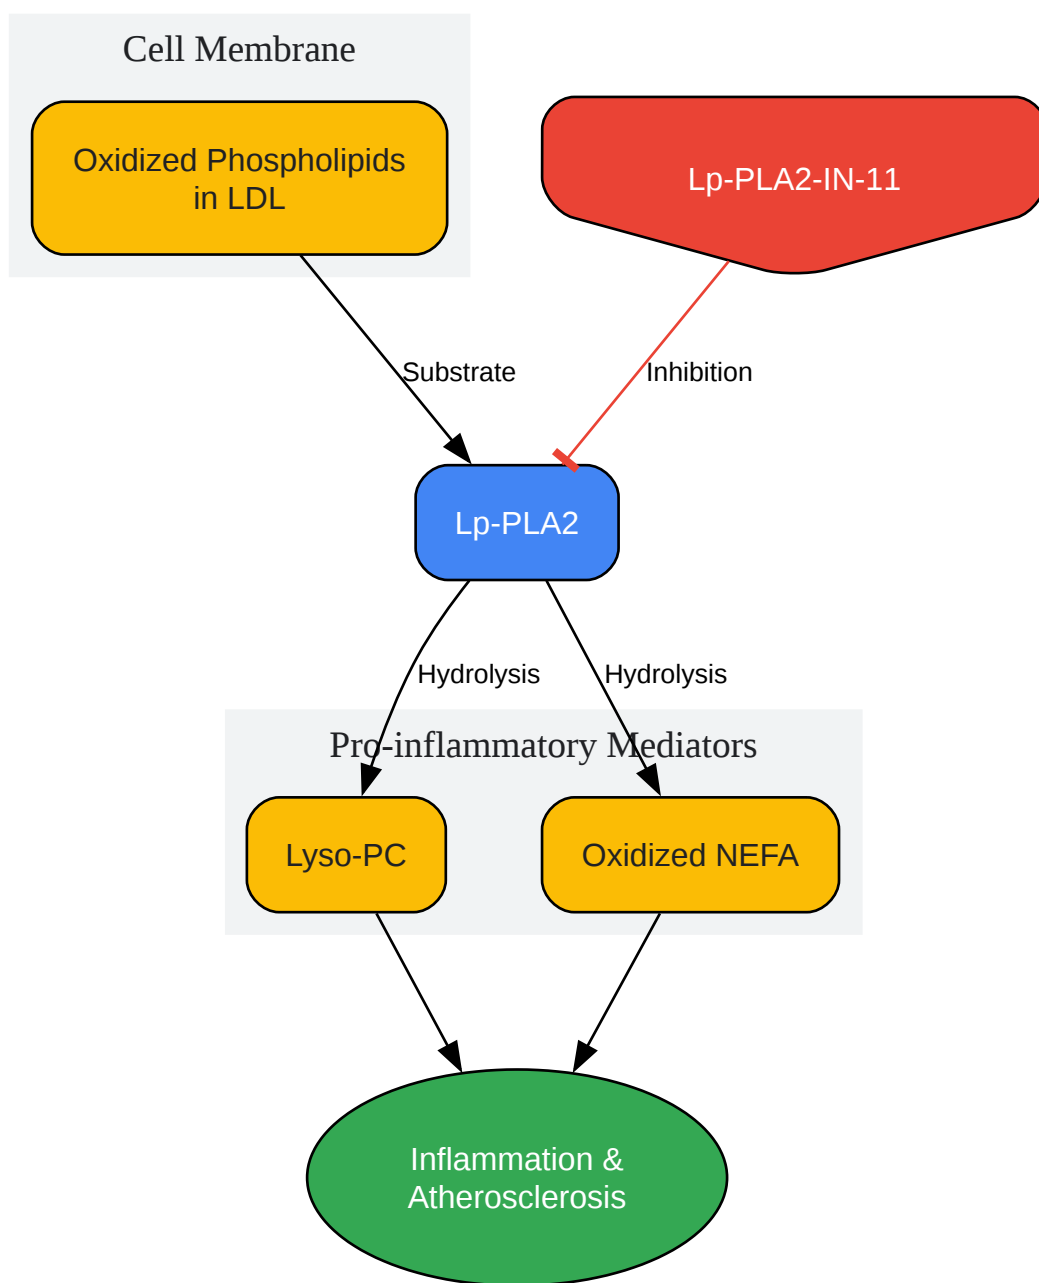 Cell Membrane
Oxidized Phospholipids
in LDL
Lp-PLA2-IN-11
Substrate
Inhibition
Lp-PLA2
Hydrolysis
Hydrolysis
Pro-inflammatory Mediators
Lyso-PC
Oxidized NEFA
Inflammation &
Atherosclerosis